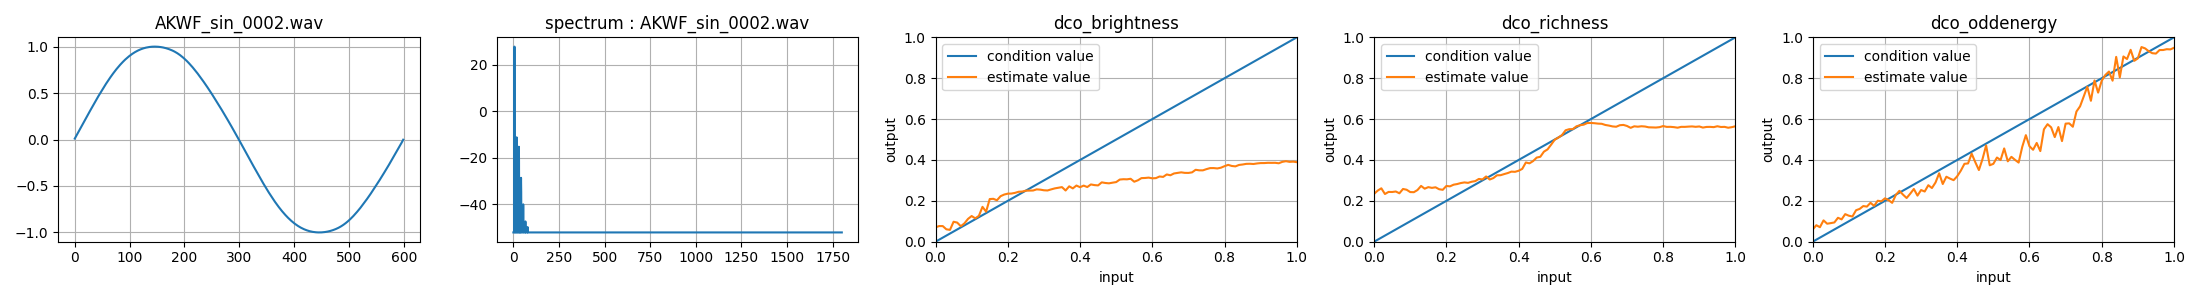 AKWF_sin_0002.wav
1.0
0.5
0.0
−0.5
−1.0
0 100 200 300 400 500 600
spectrum : AKWF_sin_0002.wav
20
0
−20
−40
0 250 500 750 1000 1250 1500 1750
dco_brightness
condition value
estimate value
output
1.0
0.8
0.6
0.4
0.2
0.0
0.0 0.2 0.4 0.6 0.8 1.0
input
dco_richness
condition value
estimate value
output
1.0
0.8
0.6
0.4
0.2
0.0
0.0 0.2 0.4 0.6 0.8 1.0
input
dco_oddenergy
condition value
estimate value
output
1.0
0.8
0.6
0.4
0.2
0.0
0.0 0.2 0.4 0.6 0.8 1.0
input